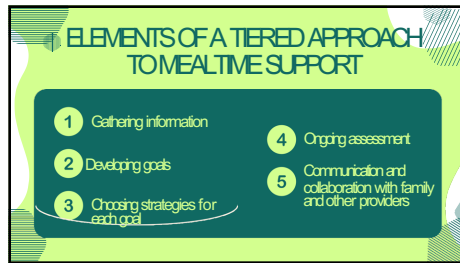 ELEMENTS OF A TIERED APPROACH
TO MEALTIME SUPPORT
1 Gathering information
2 Developing goals
3 Choosing strategies for
each goal
4 Ongoing assessment
5 Communication and
collaboration with family
and other providers